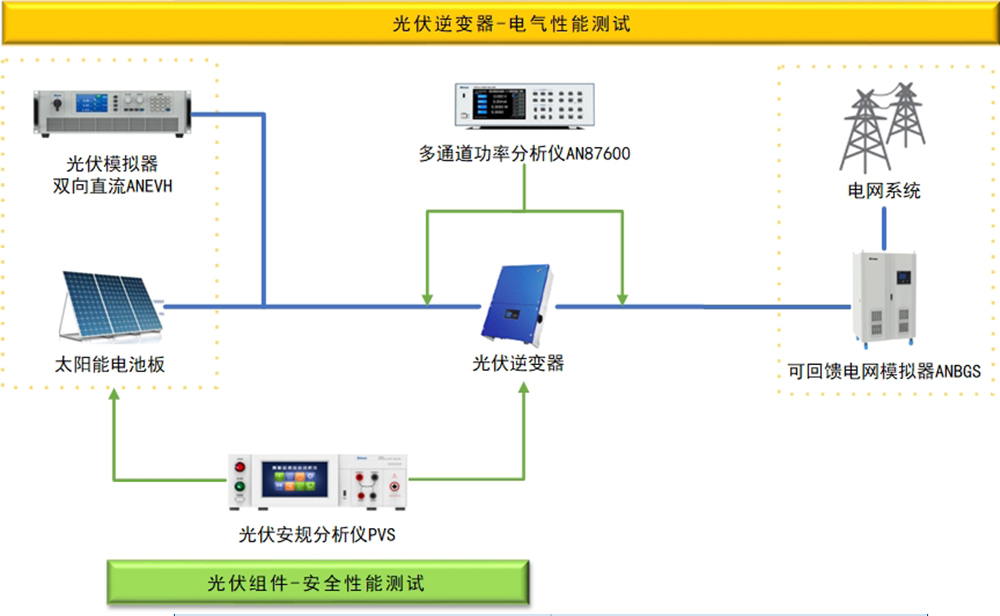 光伏逆变器-电气性能测试
光伏模拟器
双向直流ANEVH
多通道功率分析仪AN87600
电网系统
太阳能电池板
光伏逆变器
可回馈电网模拟器ANBGS
光伏安规分析仪PVS
光伏组件-安全性能测试